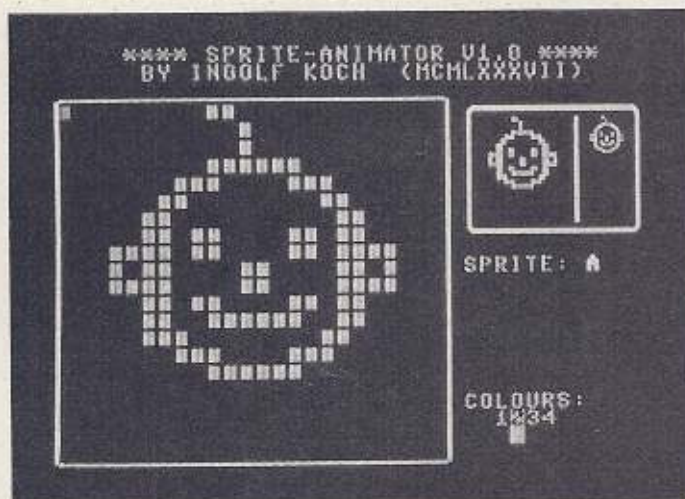 **** SPRITE-ANIMATOR V1.0 ****
BY INGOLF KOCH (MCMLXXXVII)
SPRITE: A
COLOURS:
1234